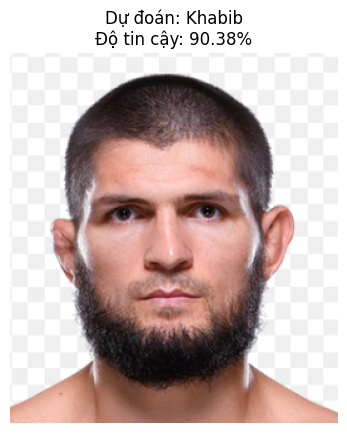 Dự đoán: Khabib
Độ tin cậy: 90.38%